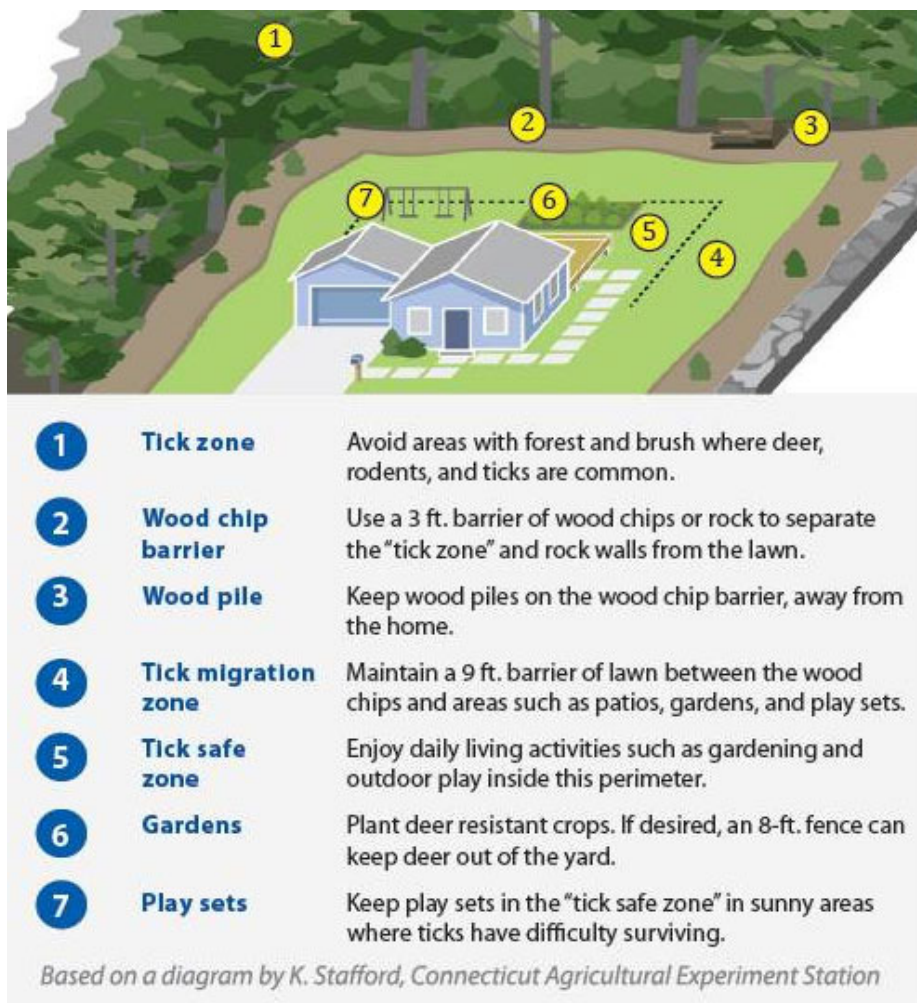 1
2
3
7
6
5
4
1 Tick zone Avoid areas with forest and brush where deer,
rodents, and ticks are common.
2 Wood chip Use a 3 ft. barrier of wood chips or rock to separate
barrier the “tick zone” and rock walls from the lawn.
3 Wood pile Keep wood piles on the wood chip barrier, away from
the home.
4 Tick migration Maintain a 9 ft. barrier of lawn between the wood
zone chips and areas such as patios, gardens, and play sets.
5 Tick safe Enjoy daily living activities such as gardening and
zone outdoor play inside this perimeter.
6 Gardens Plant deer resistant crops. If desired, an 8-ft. fence can
keep deer out of the yard.
7 Play sets Keep play sets in the “tick safe zone” in sunny areas
where ticks have difficulty surviving.
Based on a diagram by K. Stafford, Connecticut Agricultural Experiment Station